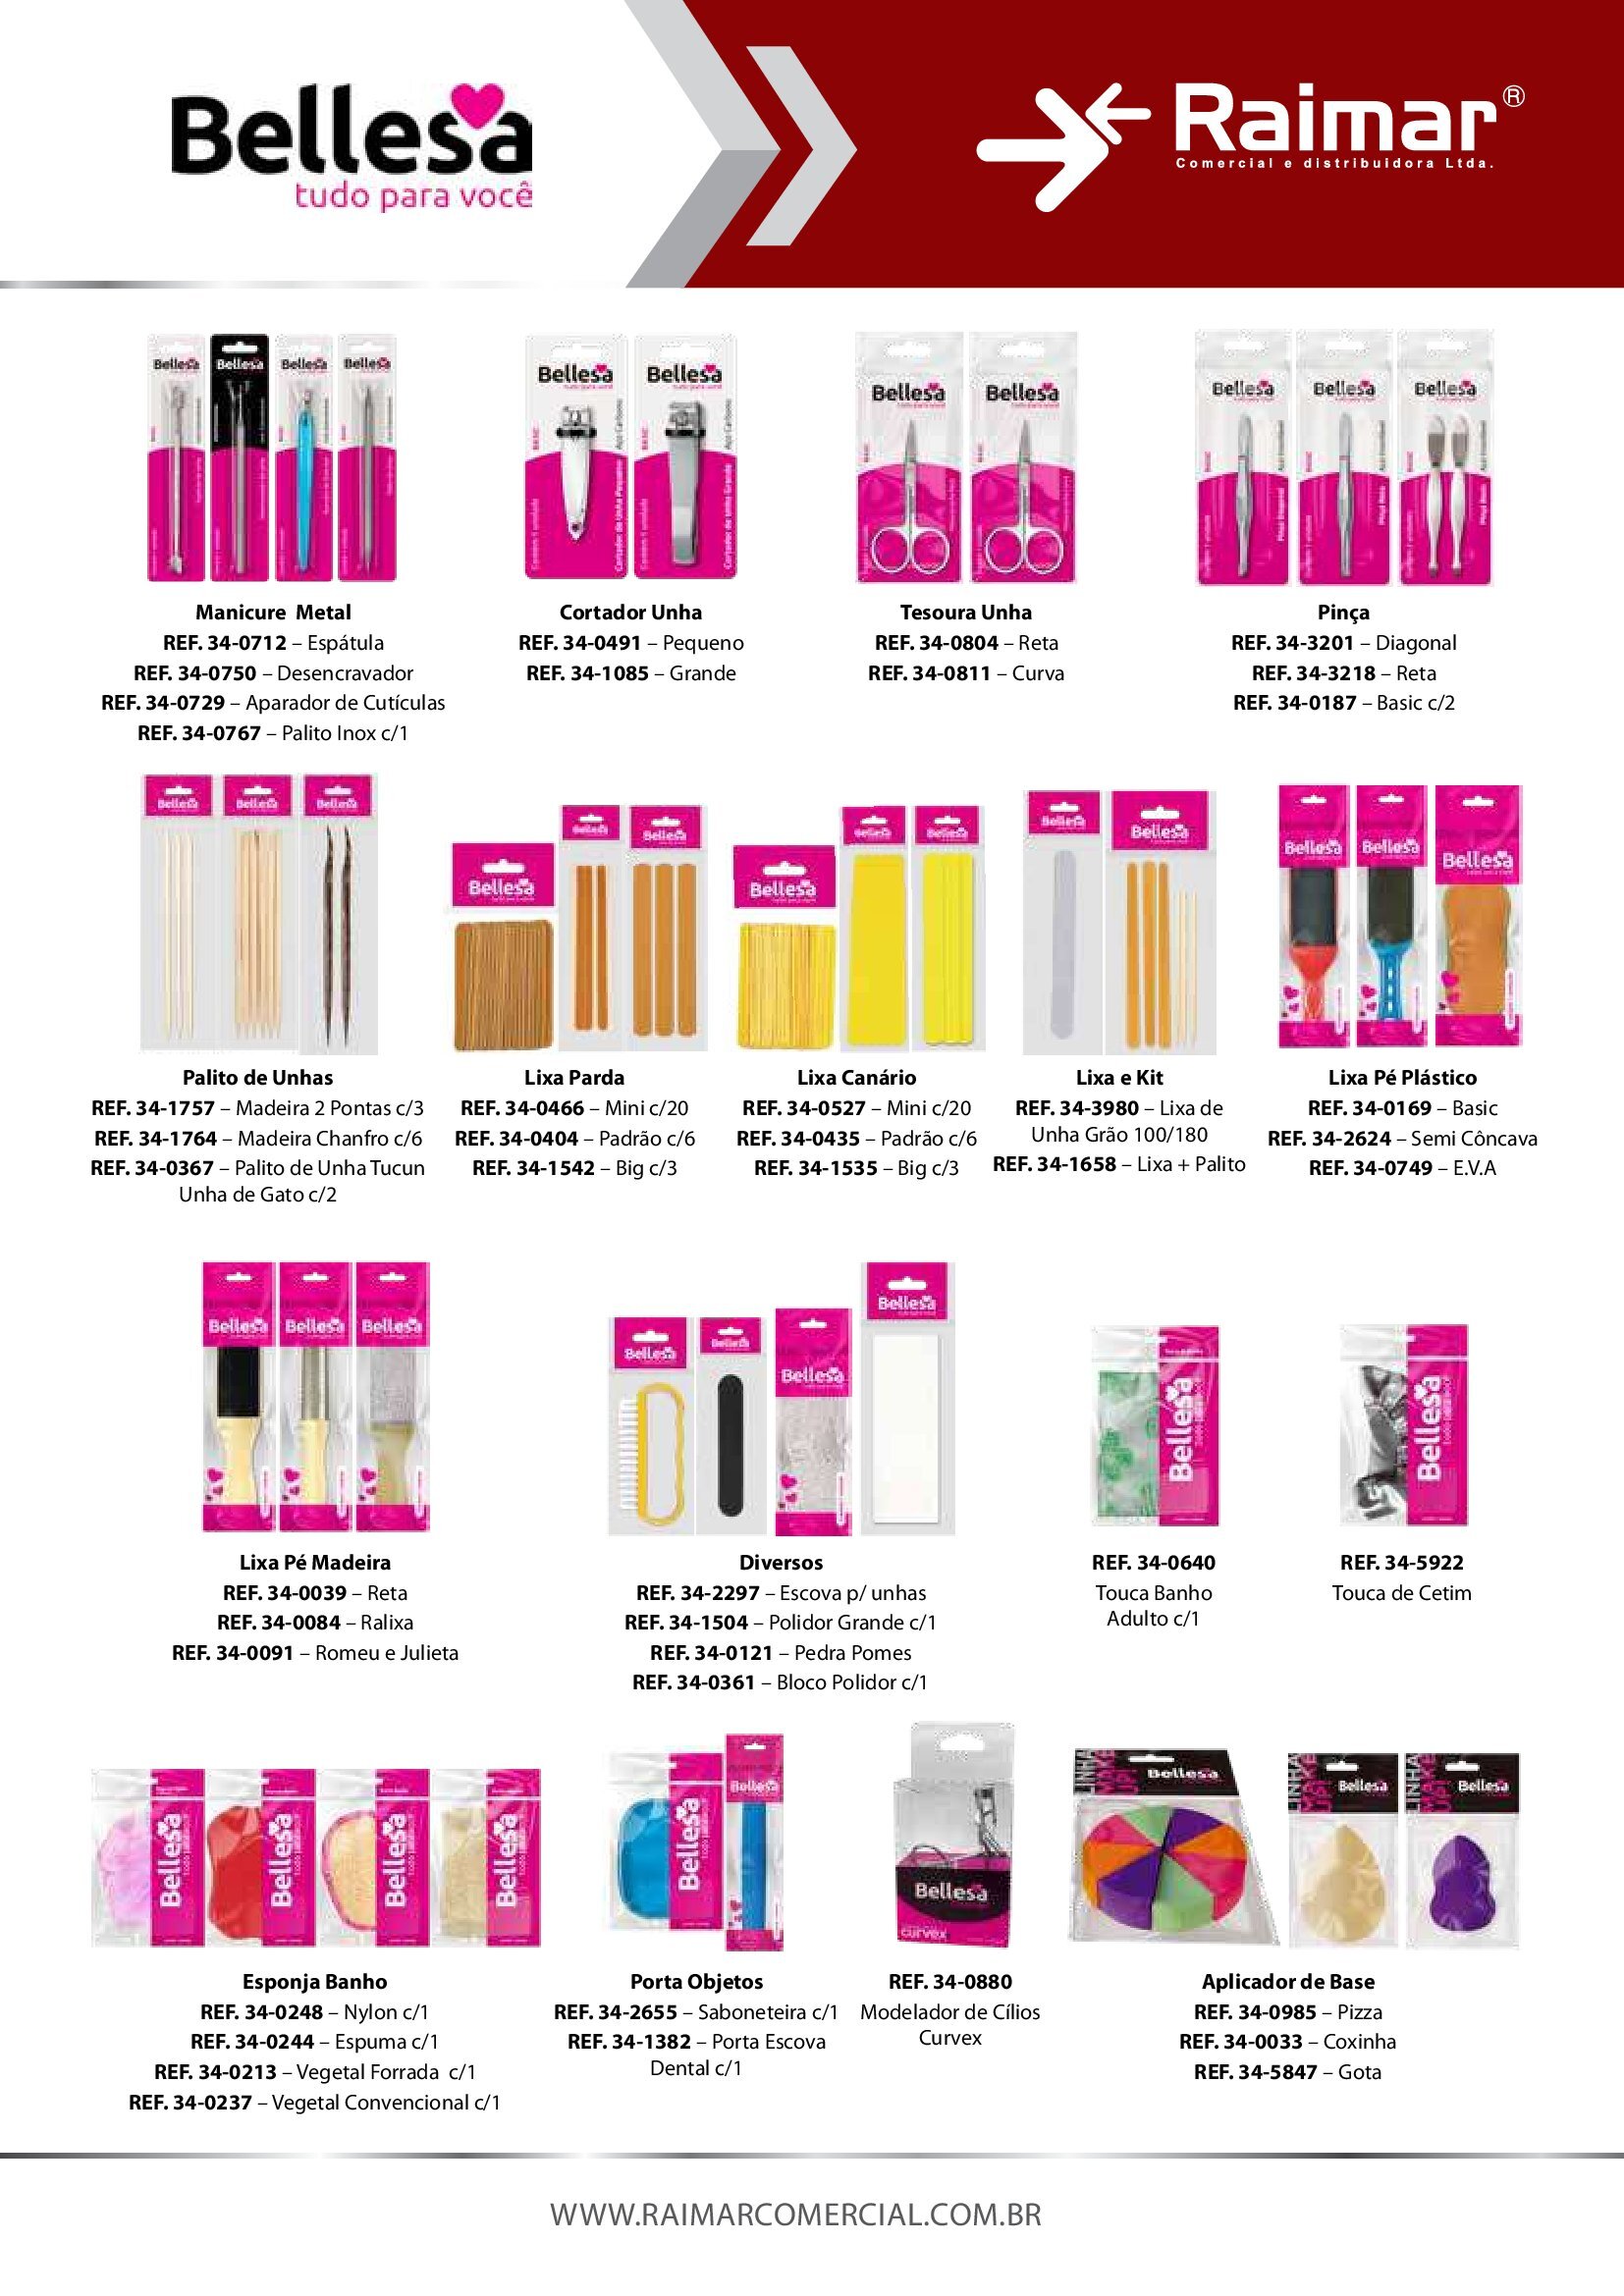 Bellesa
tudo para você
Raimar®
Comercial e distribuidora Ltda.
Manicure Metal
REF. 34-0712 – Espátula
REF. 34-0750 – Desencravador
REF. 34-0729 – Aparador de Cutículas
REF. 34-0767 – Palito Inox c/1
Cortador Unha
REF. 34-0491 – Pequeno
REF. 34-1085 – Grande
Tesoura Unha
REF. 34-0804 – Reta
REF. 34-0811 – Curva
Pinça
REF. 34-3201 – Diagonal
REF. 34-3218 – Reta
REF. 34-0187 – Basic c/2
Palito de Unhas
REF. 34-1757 – Madeira 2 Pontas c/3
REF. 34-1764 – Madeira Chanfro c/6
REF. 34-0367 – Palito de Unha Tucun
Unha de Gato c/2
Lixa Parda
REF. 34-0466 – Mini c/20
REF. 34-0404 – Padrão c/6
REF. 34-1542 – Big c/3
Lixa Canário
REF. 34-0527 – Mini c/20
REF. 34-0435 – Padrão c/6
REF. 34-1535 – Big c/3
Lixa e Kit
REF. 34-3980 – Lixa de
Unha Grão 100/180
REF. 34-1658 – Lixa + Palito
Lixa Pé Plástico
REF. 34-0169 – Basic
REF. 34-2624 – Semi Côncava
REF. 34-0749 – E.V.A
Lixa Pé Madeira
REF. 34-0039 – Reta
REF. 34-0084 – Ralixa
REF. 34-0091 – Romeu e Julieta
Diversos
REF. 34-2297 – Escova p/ unhas
REF. 34-1504 – Polidor Grande c/1
REF. 34-0121 – Pedra Pomes
REF. 34-0361 – Bloco Polidor c/1
REF. 34-0640
Touca Banho
Adulto c/1
REF. 34-5922
Touca de Cetim
Esponja Banho
REF. 34-0248 – Nylon c/1
REF. 34-0244 – Espuma c/1
REF. 34-0213 – Vegetal Forrada c/1
REF. 34-0237 – Vegetal Convencional c/1
Porta Objetos
REF. 34-2655 – Saboneteira c/1
REF. 34-1382 – Porta Escova
Dental c/1
REF. 34-0880
Modelador de Cílios
Curvex
Aplicador de Base
REF. 34-0985 – Pizza
REF. 34-0033 – Coxinha
REF. 34-5847 – Gota
WWW.RAIMARCOMERCIAL.COM.BR